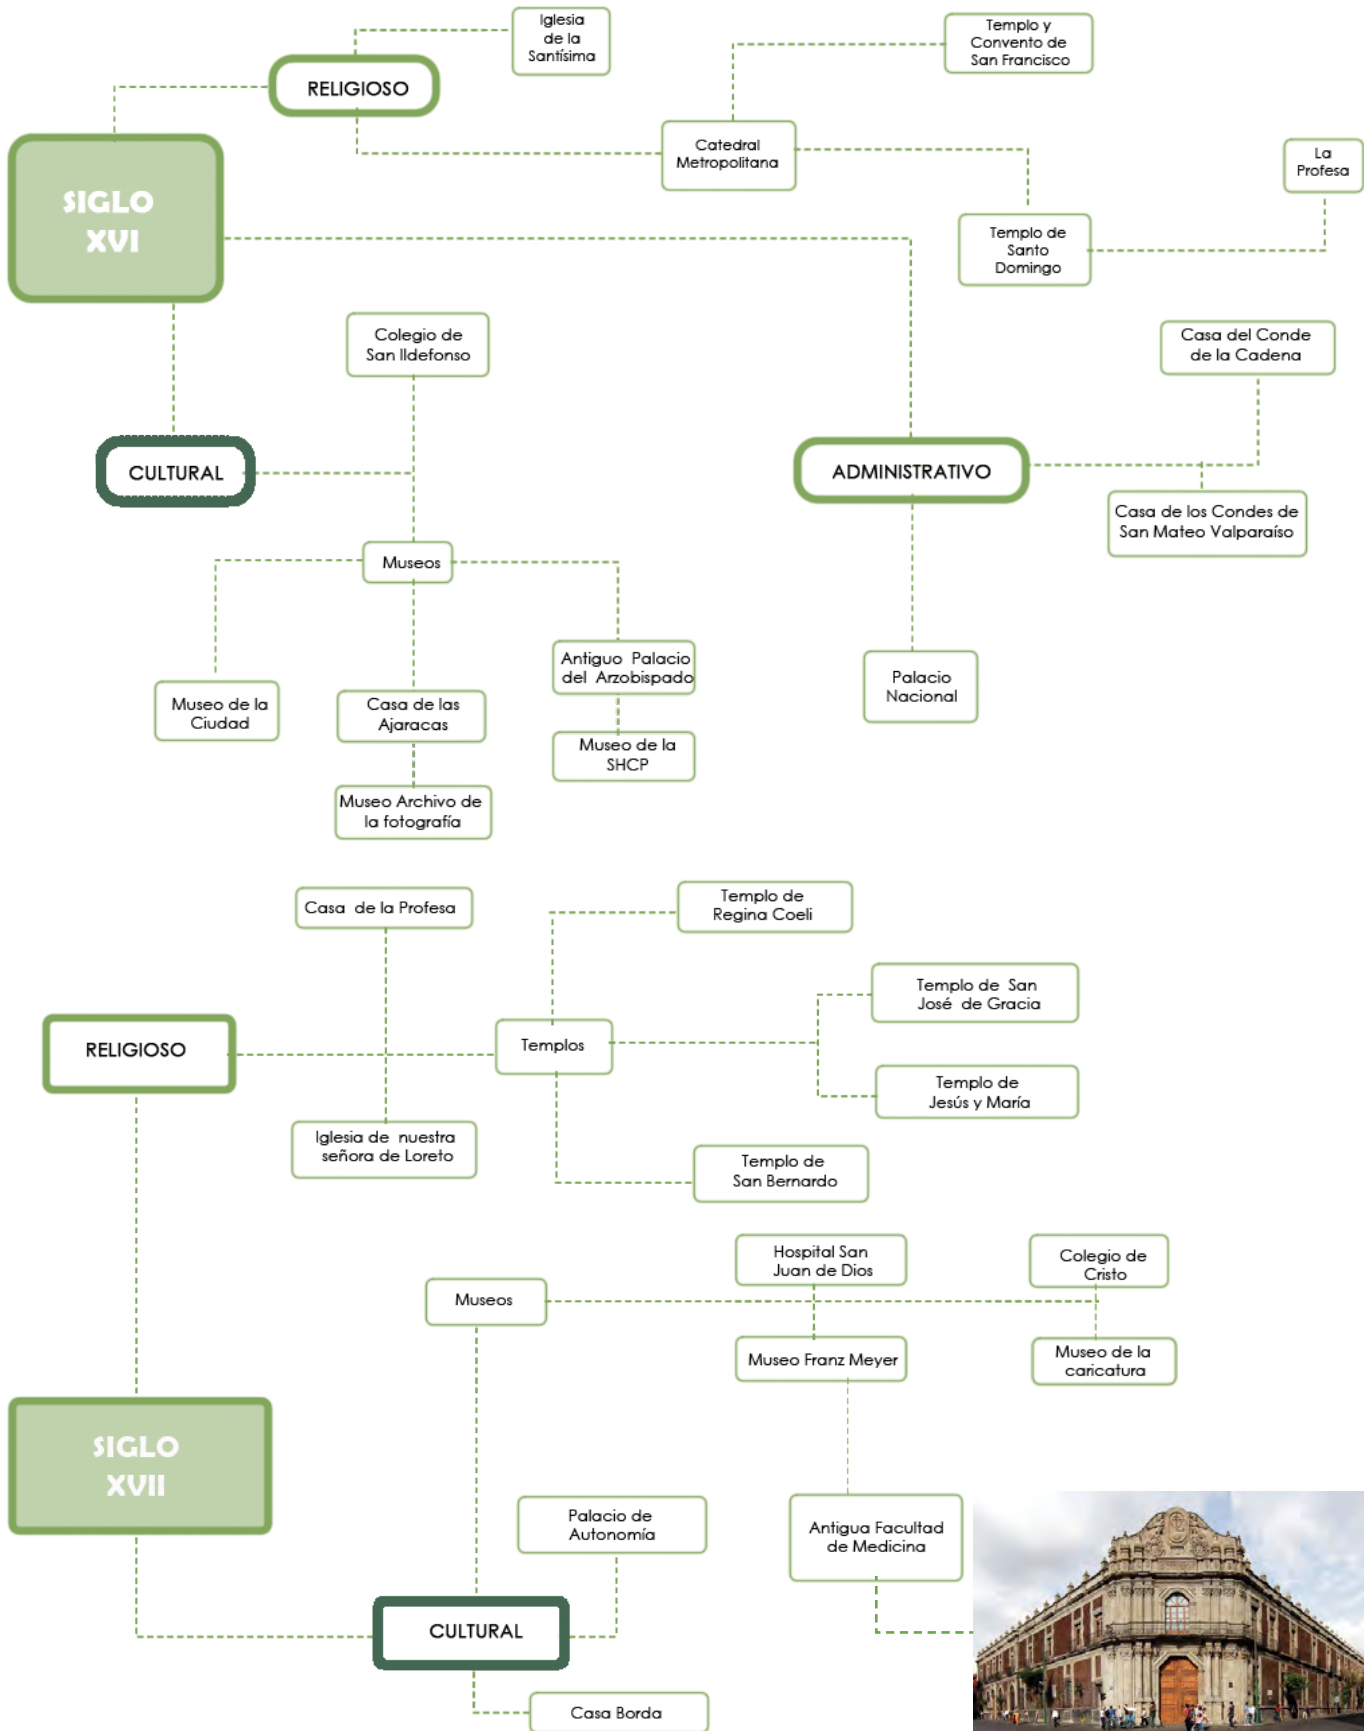 Iglesia
de la
Santísima
Templo y
Convento de
San Francisco
RELIGIOSO
Catedral
Metropolitana
La
Profesa
SIGLO
XVI
Templo de
Santo
Domingo
Colegio de
San Ildefonso
Casa del Conde
de la Cadena
CULTURAL
ADMINISTRATIVO
Casa de los Condes de
San Mateo Valparaíso
Museos
Antiguo Palacio
del Arzobispado
Palacio
Nacional
Museo de la
Ciudad
Casa de las
Ajaracas
Museo de la
SHCP
Museo Archivo de
la fotografía
Casa de la Profesa
Templo de
Regina Coeli
Templo de San
José de Gracia
RELIGIOSO
Templos
Templo de
Jesús y María
Iglesia de nuestra
señora de Loreto
Templo de
San Bernardo
Hospital San
Juan de Dios
Colegio de
Cristo
Museos
Museo Franz Meyer
Museo de la
caricatura
SIGLO
XVII
Palacio de
Autonomía
Antigua Facultad
de Medicina
CULTURAL
Casa Borda